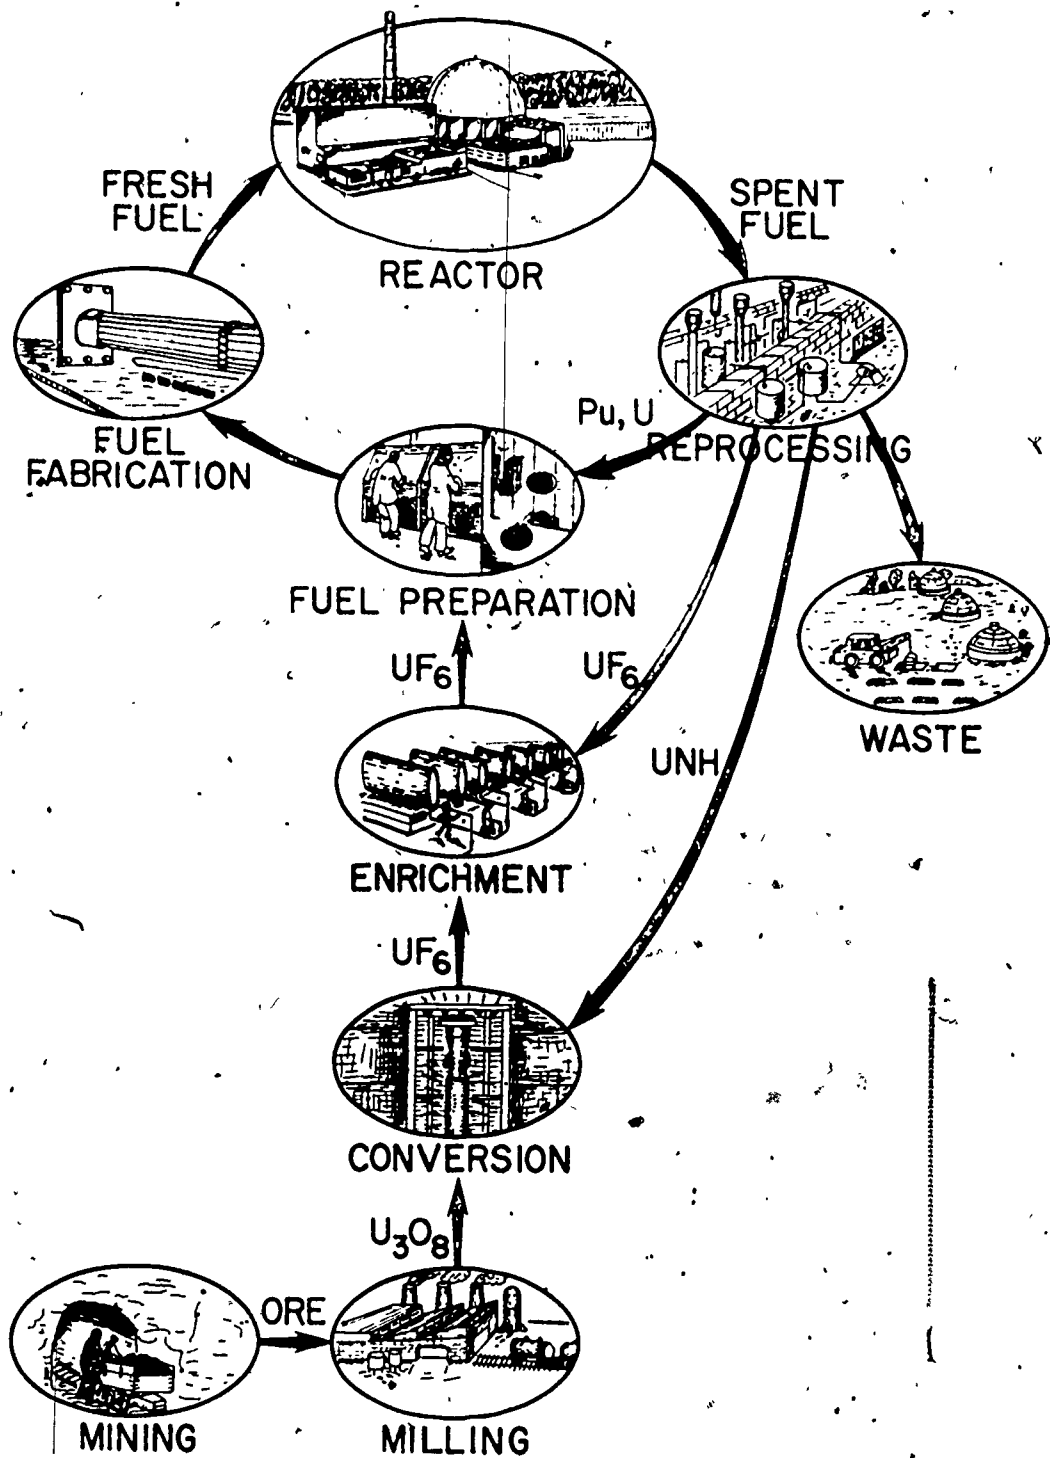 FRESH
FUEL
SPENT
FUEL
REACTOR
Pu, U
REPROCESSING
FUEL
FABRICATION
FUEL PREPARATION
UF6
UF6
WASTE
UNH
ENRICHMENT
UF6
CONVERSION
U3O8
ORE
MINING
MILLING